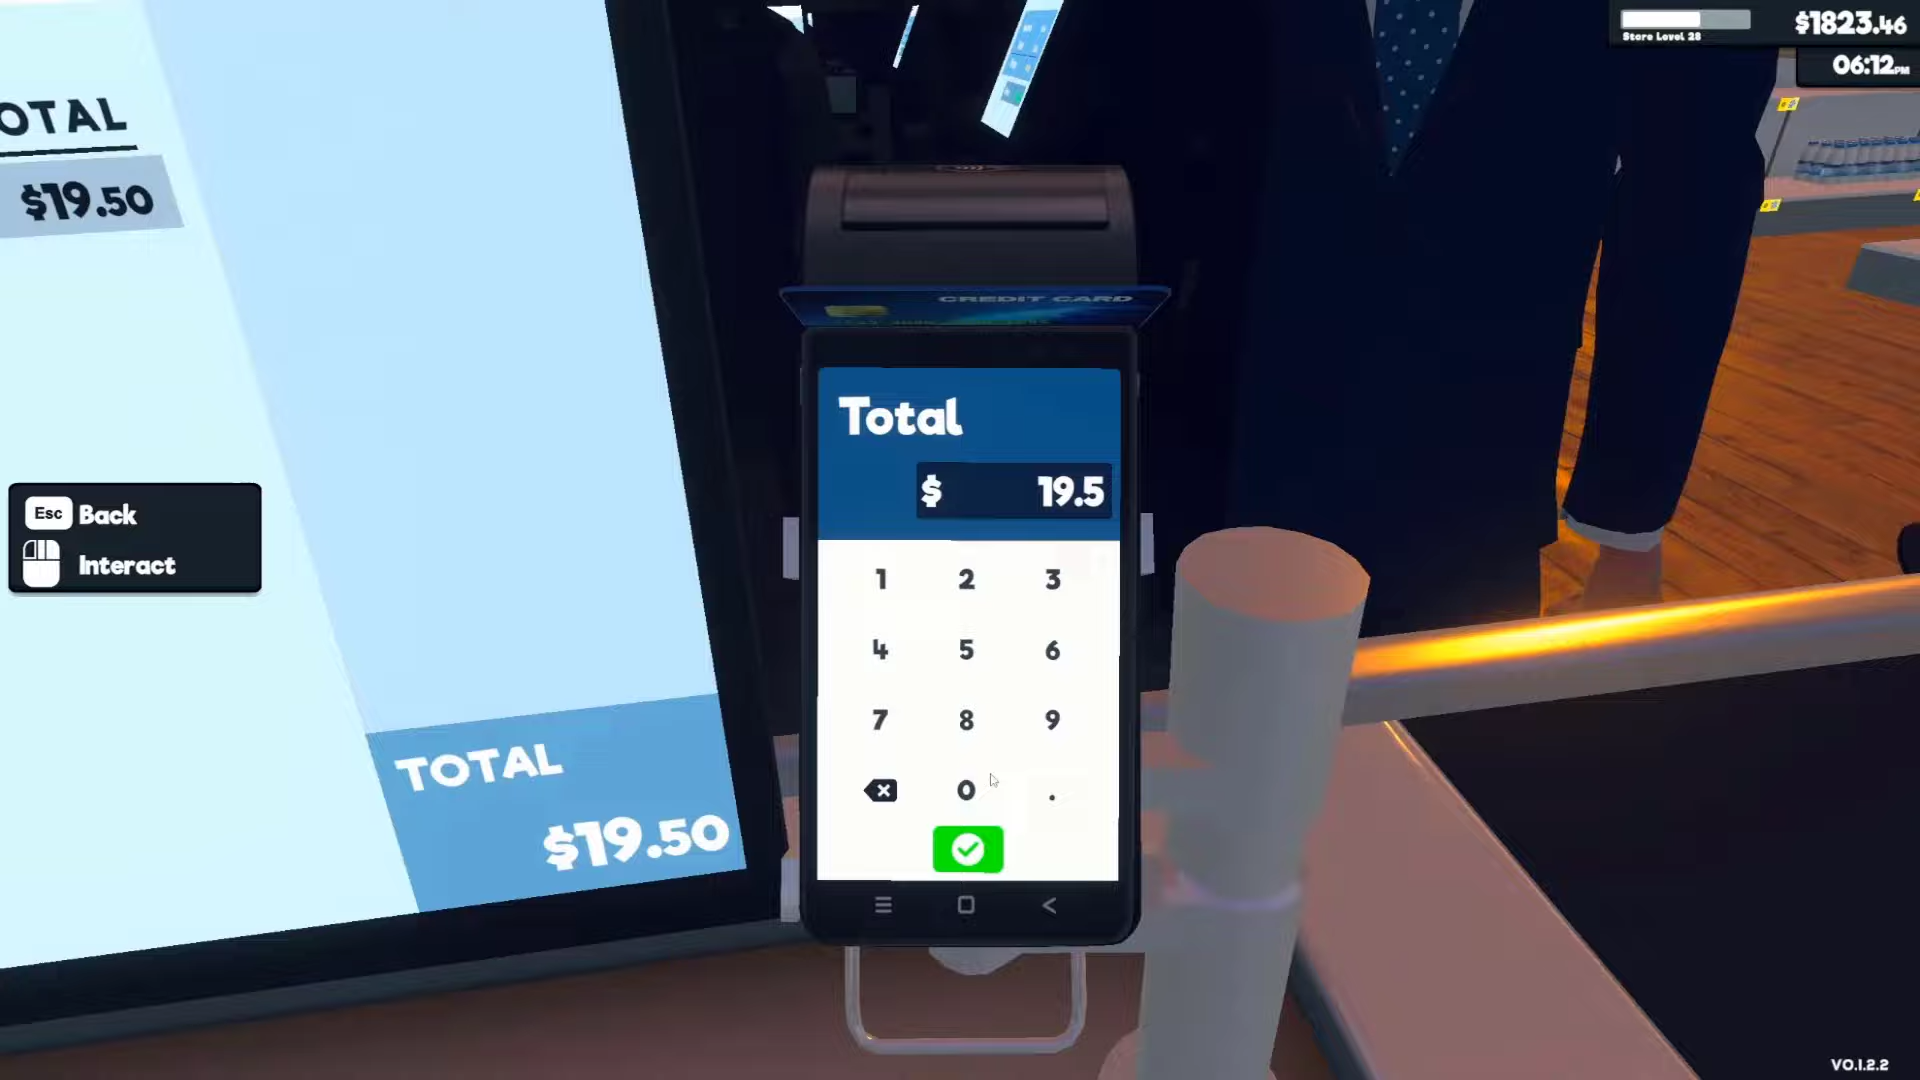 $1823.46
Store Level 28
06:12PM
OTAL
$19.50
CREDIT CARD
Total
$ 19.5
Esc Back
Interact
1 2 3
4 5 6
7 8 9
0 .
TOTAL
$19.50
V0.1.2.2